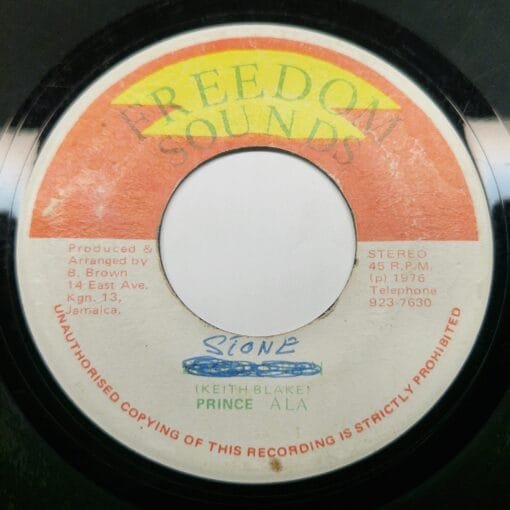 FREEDOM
SOUNDS
Produced &
Arranged by
B. Brown
14 East Ave.
Kgn. 13,
Jamaica.
STEREO
45 R.P.M.
(p) 1976
Telephone
923-7630
STONE
(KEITH BLAKE)
PRINCE ALA
UNAUTHORISED COPYING OF THIS RECORDING IS STRICTLY PROHIBITED